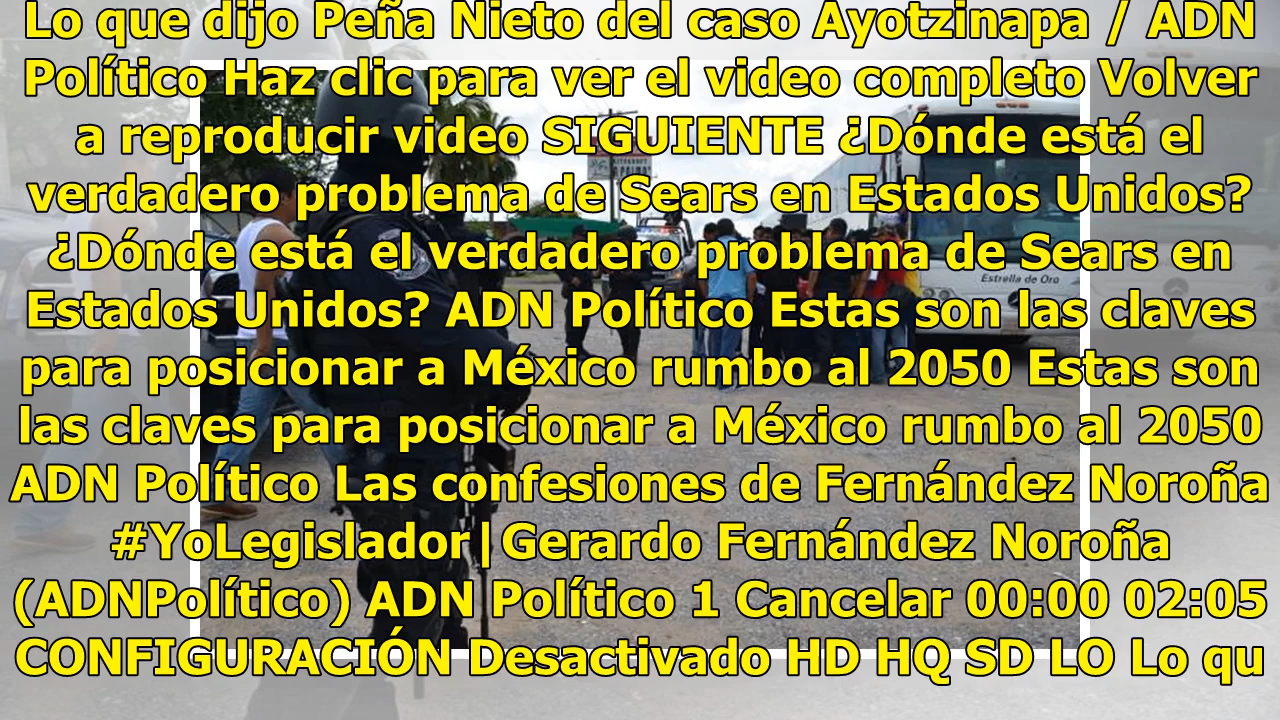 Lo que dijo Peña Nieto del caso Ayotzinapa / ADN
Político Haz clic para ver el video completo Volver
a reproducir video SIGUIENTE ¿Dónde está el
verdadero problema de Sears en Estados Unidos?
¿Dónde está el verdadero problema de Sears en
Estados Unidos? ADN Político Estas son las claves
para posicionar a México rumbo al 2050 Estas son
las claves para posicionar a México rumbo al 2050
ADN Político Las confesiones de Fernández Noroña
#YoLegislador|Gerardo Fernández Noroña
(ADNPolítico) ADN Político 1 Cancelar 00:00 02:05
CONFIGURACIÓN Desactivado HD HQ SD LO Lo qu
Estrella de Oro